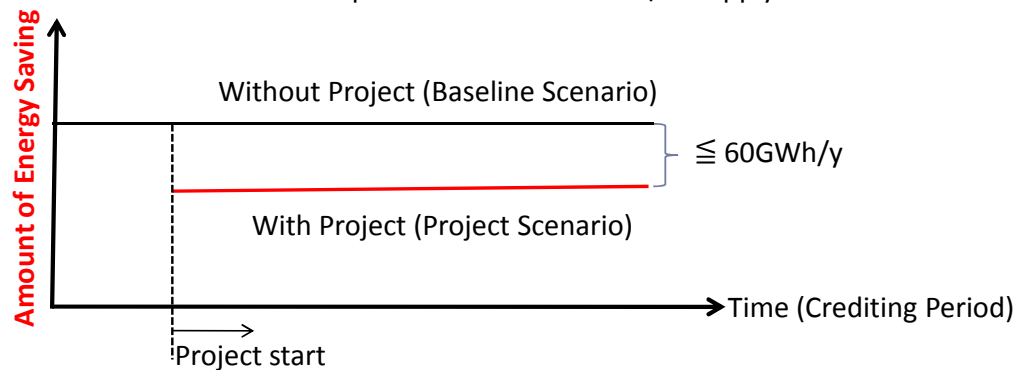 Amount of Energy Saving
Without Project (Baseline Scenario)
≦ 60GWh/y
With Project (Project Scenario)
Time (Crediting Period)
Project start